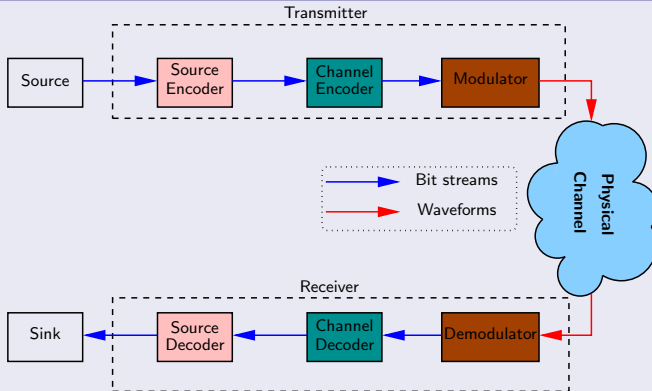 Transmitter
Source
Source
Encoder
Channel
Encoder
Modulator
Physical
Channel
Bit streams
Waveforms
Receiver
Sink
Source
Decoder
Channel
Decoder
Demodulator